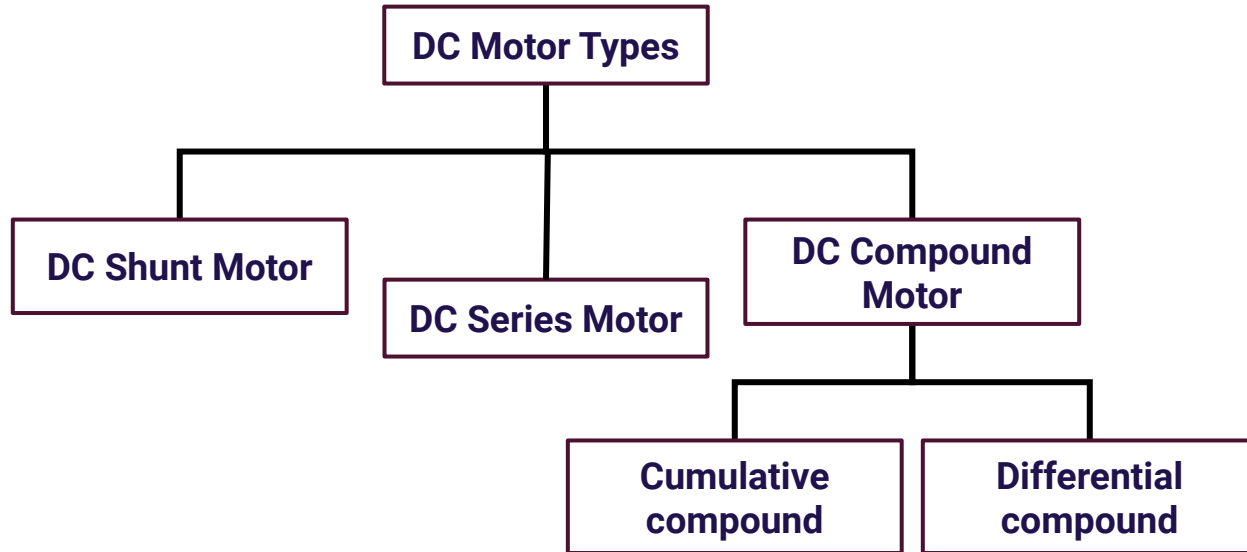 DC Motor Types
DC Shunt Motor
DC Series Motor
DC Compound
Motor
Cumulative
compound
Differential
compound